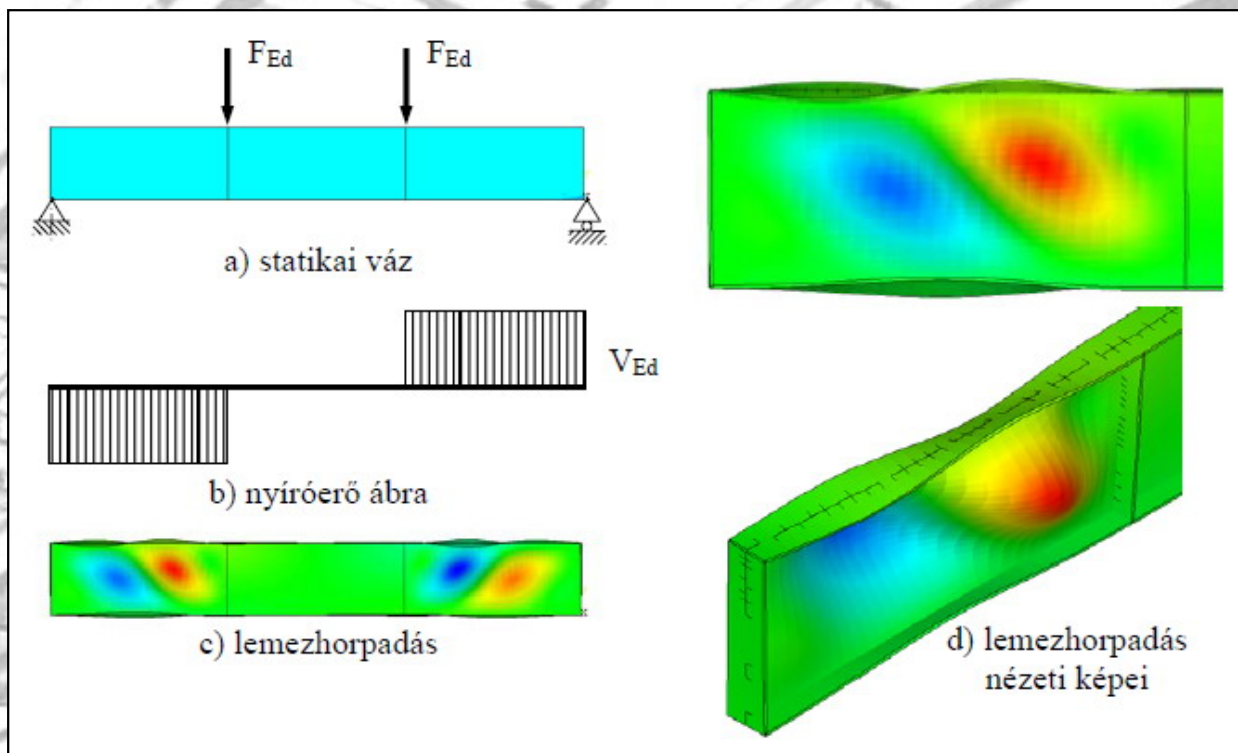 F_Ed F_Ed
a) statikai váz
V_Ed
b) nyíróerő ábra
c) lemezhorpadás
d) lemezhorpadás
nézeti képei